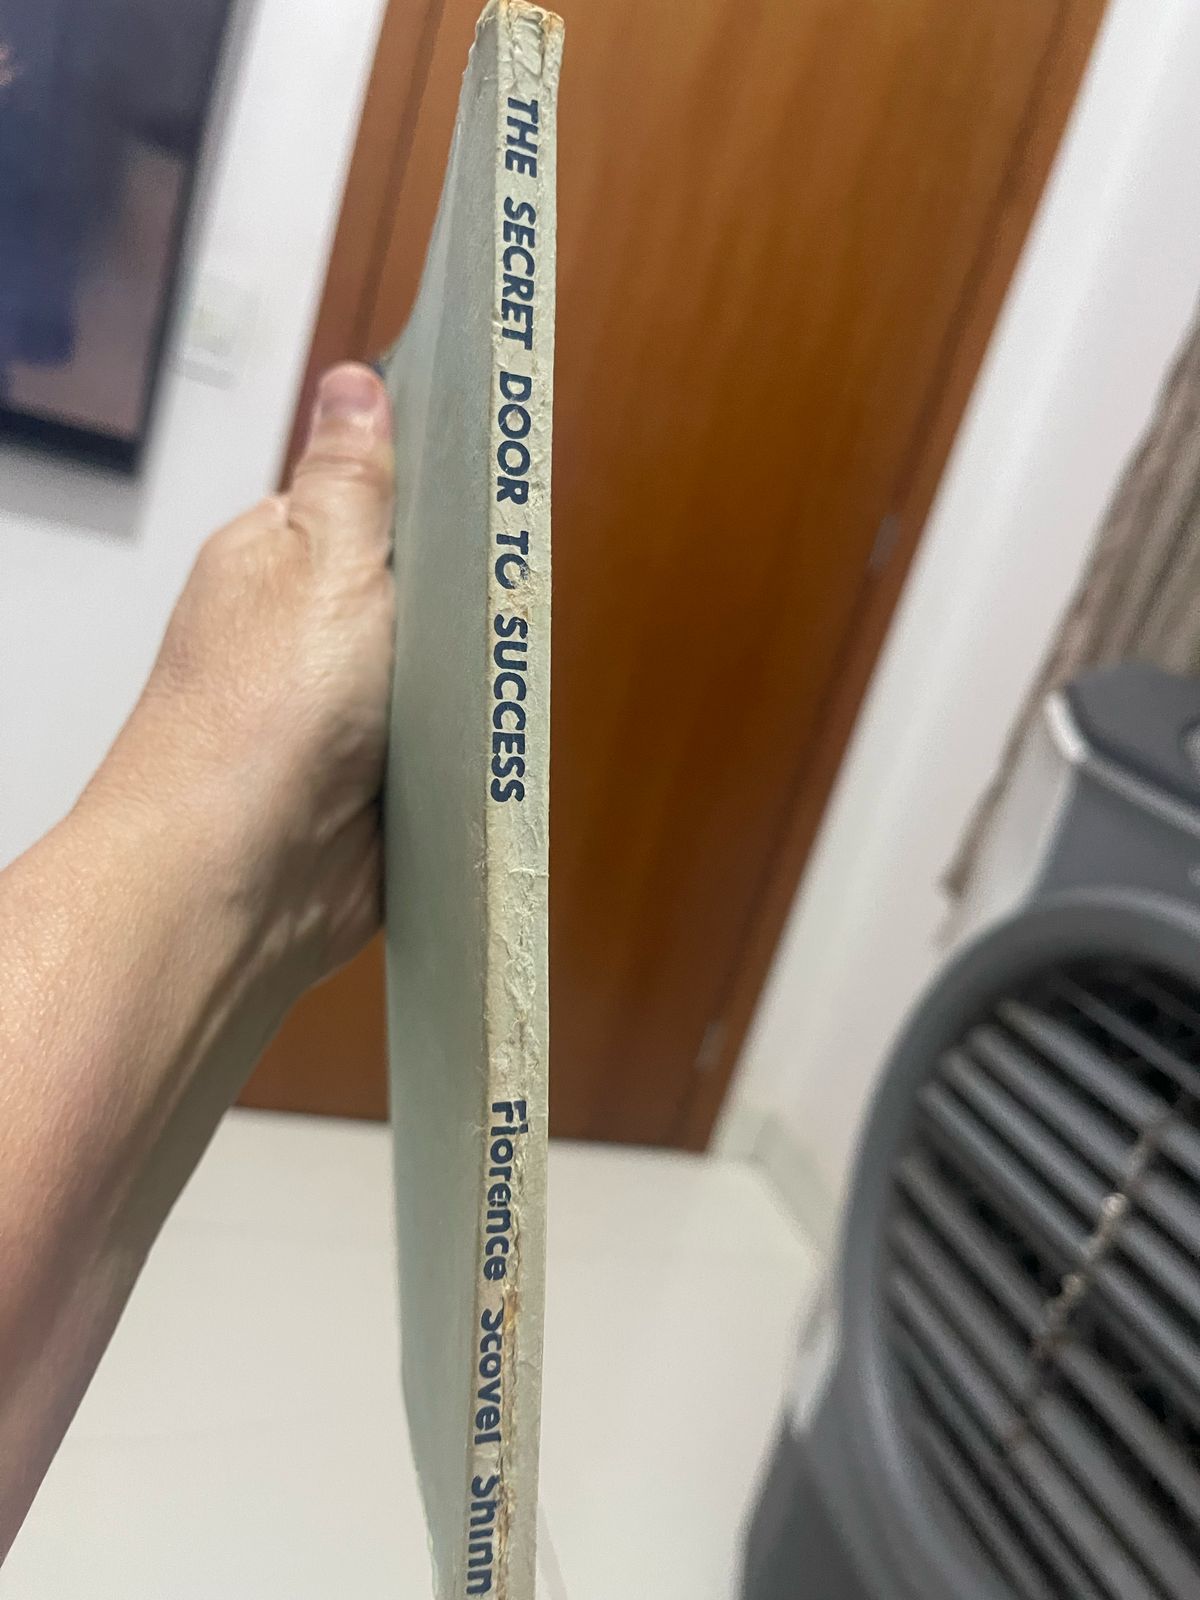 THE SECRET DOOR TO SUCCESS
Florence Scovel Shinn